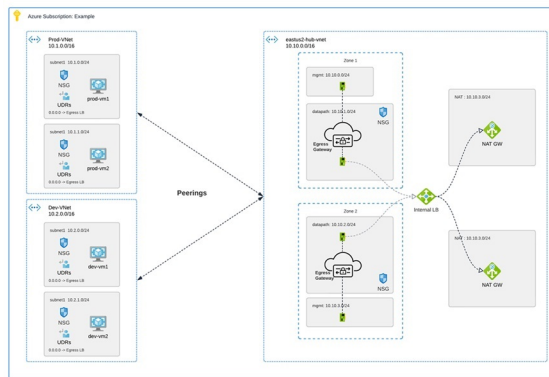 Azure Subscription: Example
Prod-VNet
10.1.0.0/16
subnet1 10.1.0.0/24
NSG
UDRs
prod-vm1
0.0.0.0 -> Egress LB
subnet1 10.1.1.0/24
NSG
UDRs
prod-vm2
0.0.0.0 -> Egress LB
Dev-VNet
10.2.0.0/16
subnet1 10.2.0.0/24
NSG
UDRs
dev-vm1
0.0.0.0 -> Egress LB
subnet1 10.2.1.0/24
NSG
UDRs
dev-vm2
0.0.0.0 -> Egress LB
Peerings
eastus2-hub-vnet
10.10.0.0/16
Zone 1
mgmt: 10.10.0.0/24
datapath: 10.10.1.0/24
NSG
Egress
Gateway
Zone 2
datapath: 10.10.2.0/24
Egress
Gateway
NSG
mgmt: 10.10.3.0/24
Internal LB
NAT : 10.10.3.0/24
NAT GW
NAT : 10.10.3.0/24
NAT GW